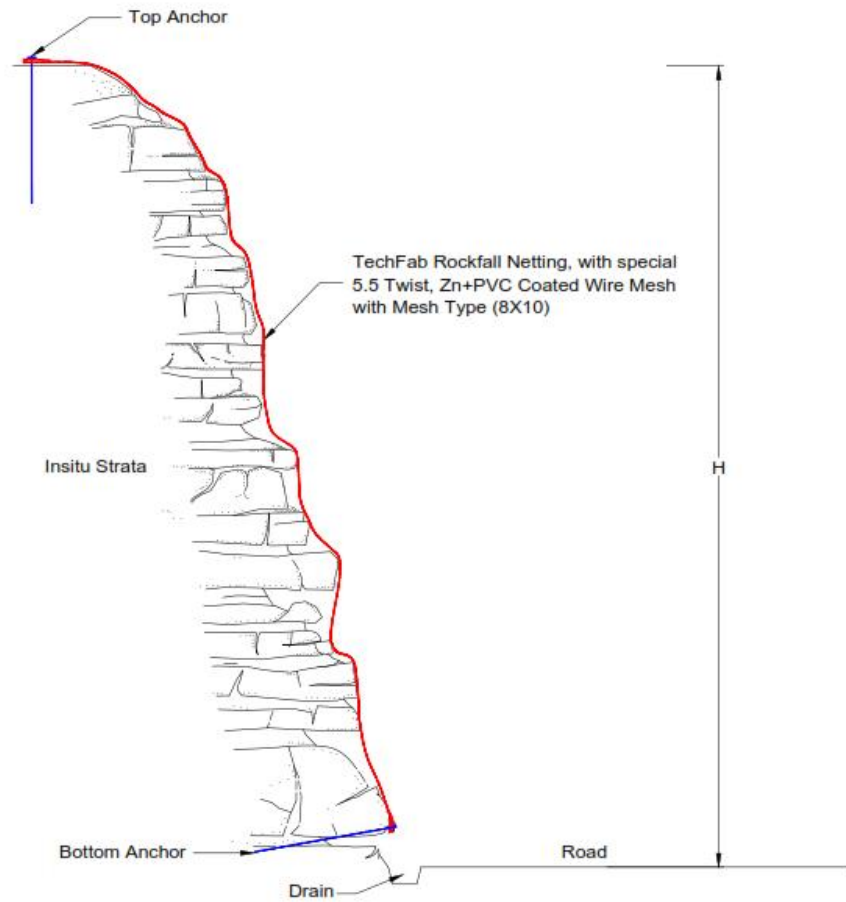 Top Anchor
TechFab Rockfall Netting, with special
5.5 Twist, Zn+PVC Coated Wire Mesh
with Mesh Type (8X10)
Insitu Strata
H
Bottom Anchor
Road
Drain